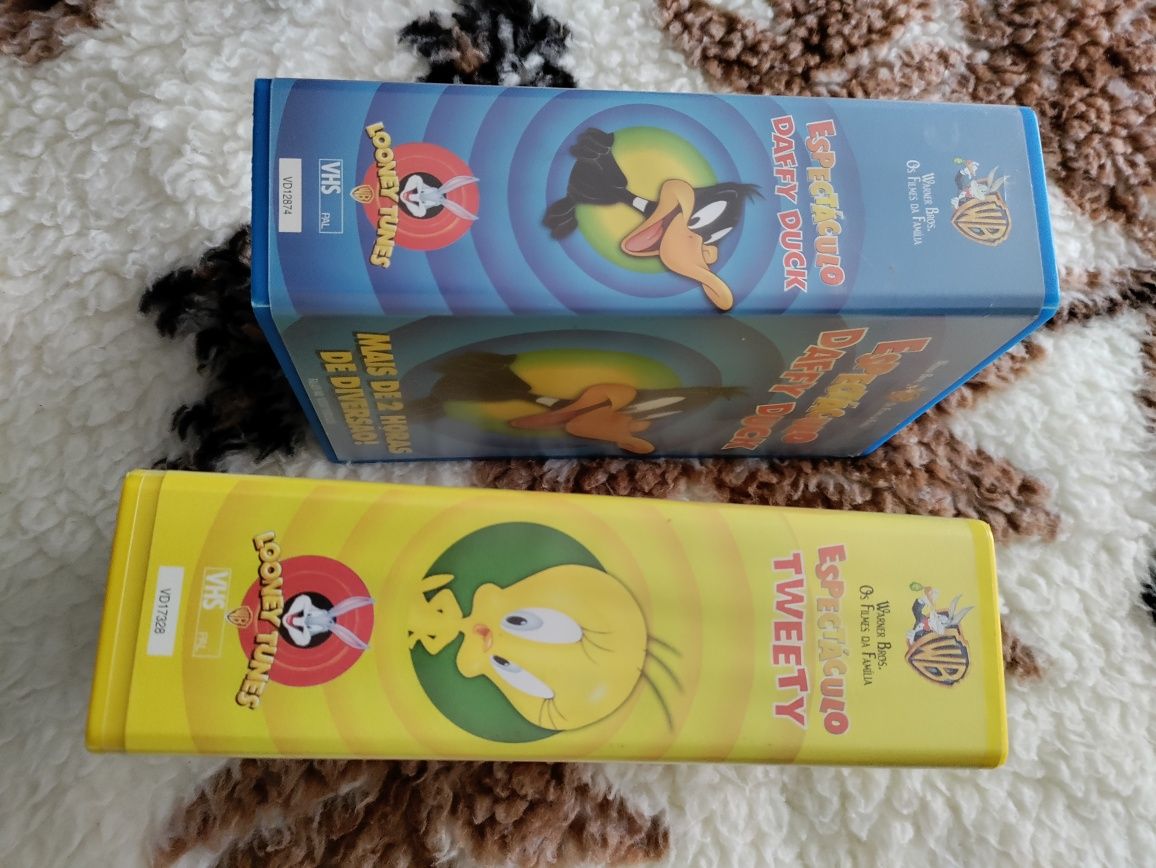 WB
WARNER BROS.
OS FILMES DA FAMÍLIA
ESPECTÁCULO
DAFFY DUCK
LOONEY TUNES
WB
VHS
PAL
VD12874
ESPECTÁCULO
DAFFY DUCK
MAIS DE 2 HORAS
DE DIVERSÃO!
WB
WARNER BROS.
OS FILMES DA FAMÍLIA
ESPECTÁCULO
TWEETY
LOONEY TUNES
WB
VHS
PAL
VD17328